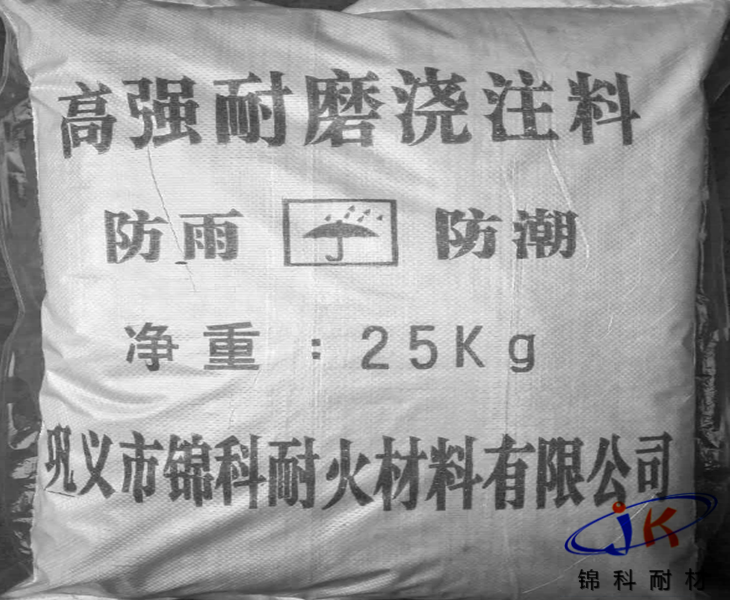 高强耐磨浇注料
防雨 防潮
净重：25Kg
巩义市锦科耐火材料有限公司
JK
锦科耐材